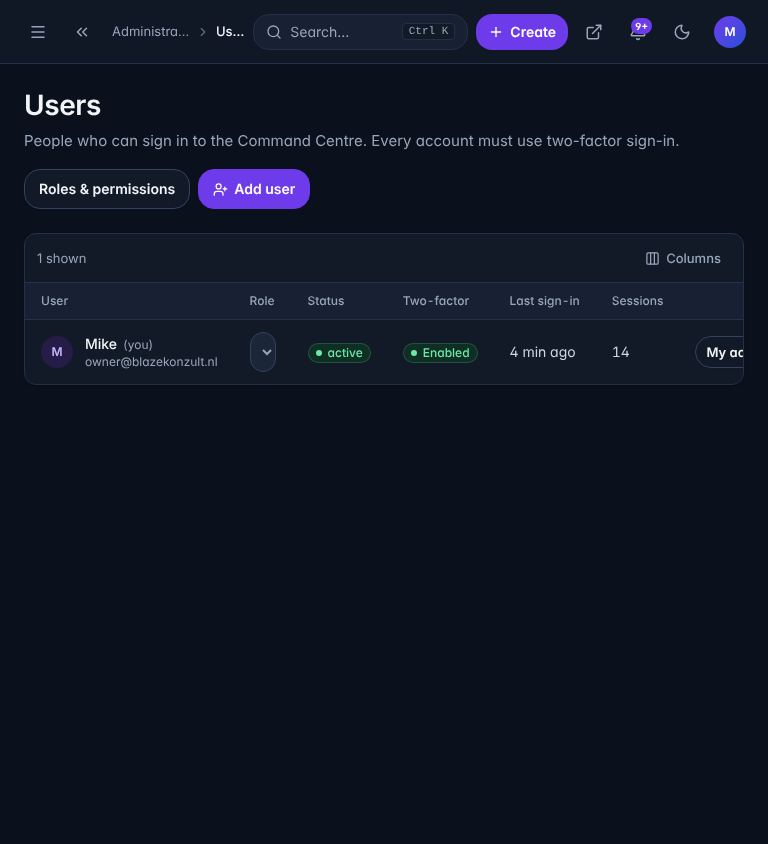 Administra... > Us... Search... Ctrl K + Create 9+ M
Users
People who can sign in to the Command Centre. Every account must use two-factor sign-in.
Roles & permissions Add user
1 shown Columns
User Role Status Two-factor Last sign-in Sessions
M Mike (you) active Enabled 4 min ago 14 My ac
owner@blazekonzult.nl